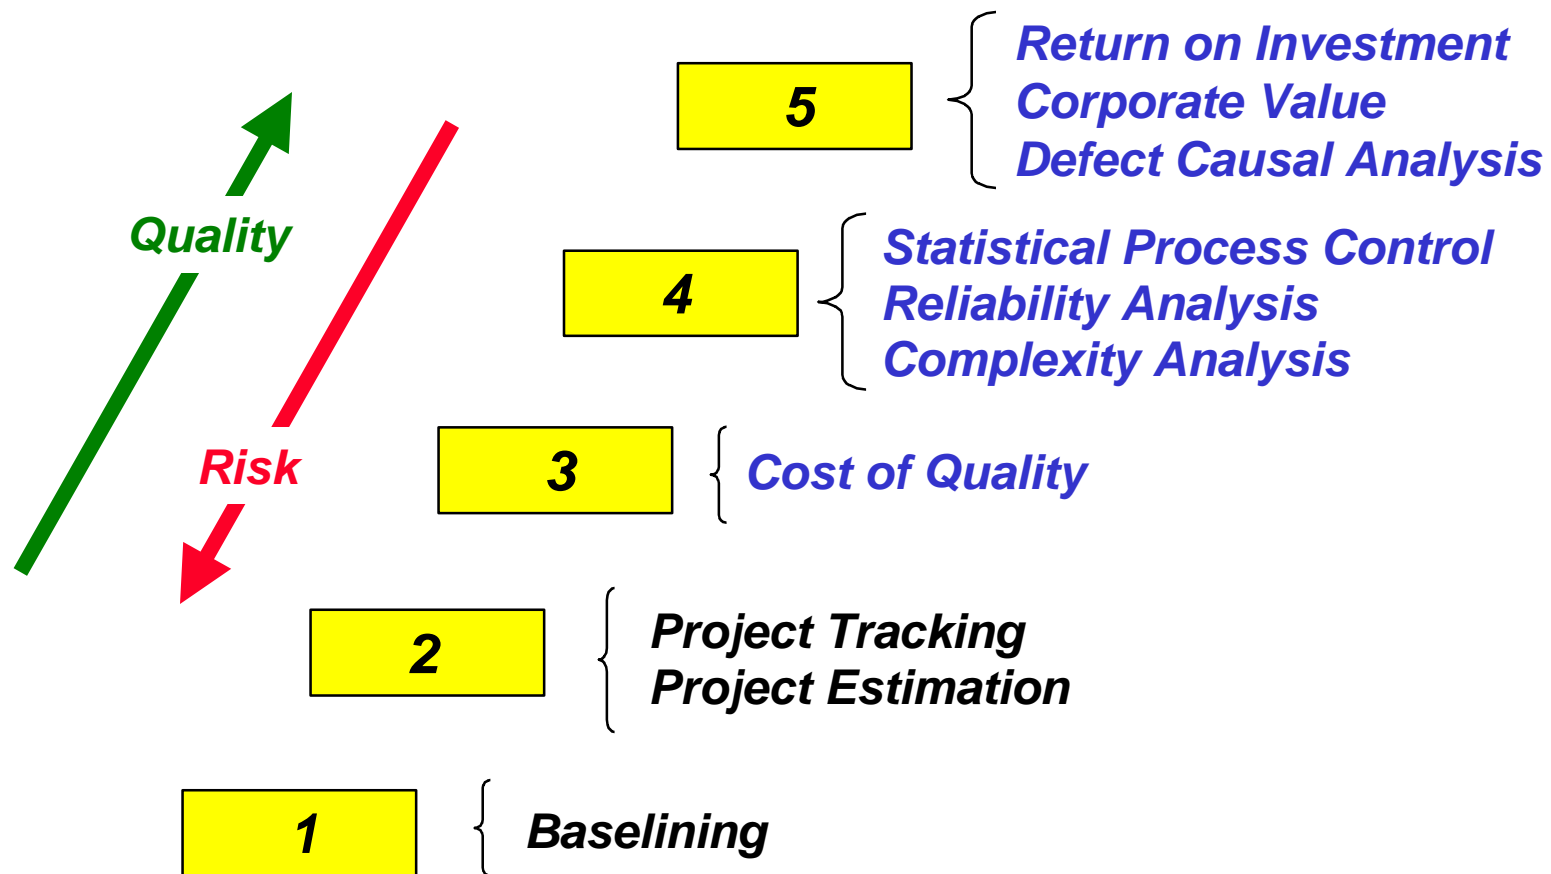 5
Return on Investment
Corporate Value
Defect Causal Analysis
Quality
4
Statistical Process Control
Reliability Analysis
Complexity Analysis
Risk
3
Cost of Quality
2
Project Tracking
Project Estimation
1
Baselining